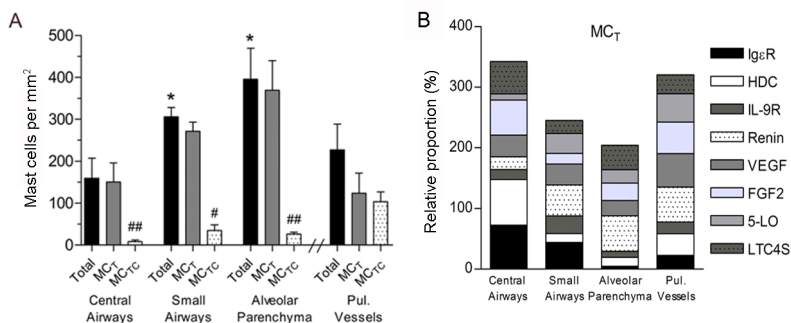 A
Mast cells per mm²
500
400
300
200
100
0
*
*
##
#
##
Total
MCT
MCTC
Total
MCT
MCTC
Total
MCT
MCTC
Total
MCT
MCTC
Central
Airways
Small
Airways
Alveolar
Parenchyma
Pul.
Vessels
B
MCT
Relative proportion (%)
400
300
200
100
0
Central
Airways
Small
Airways
Alveolar
Parenchyma
Pul.
Vessels
IgεR
HDC
IL-9R
Renin
VEGF
FGF2
5-LO
LTC4S